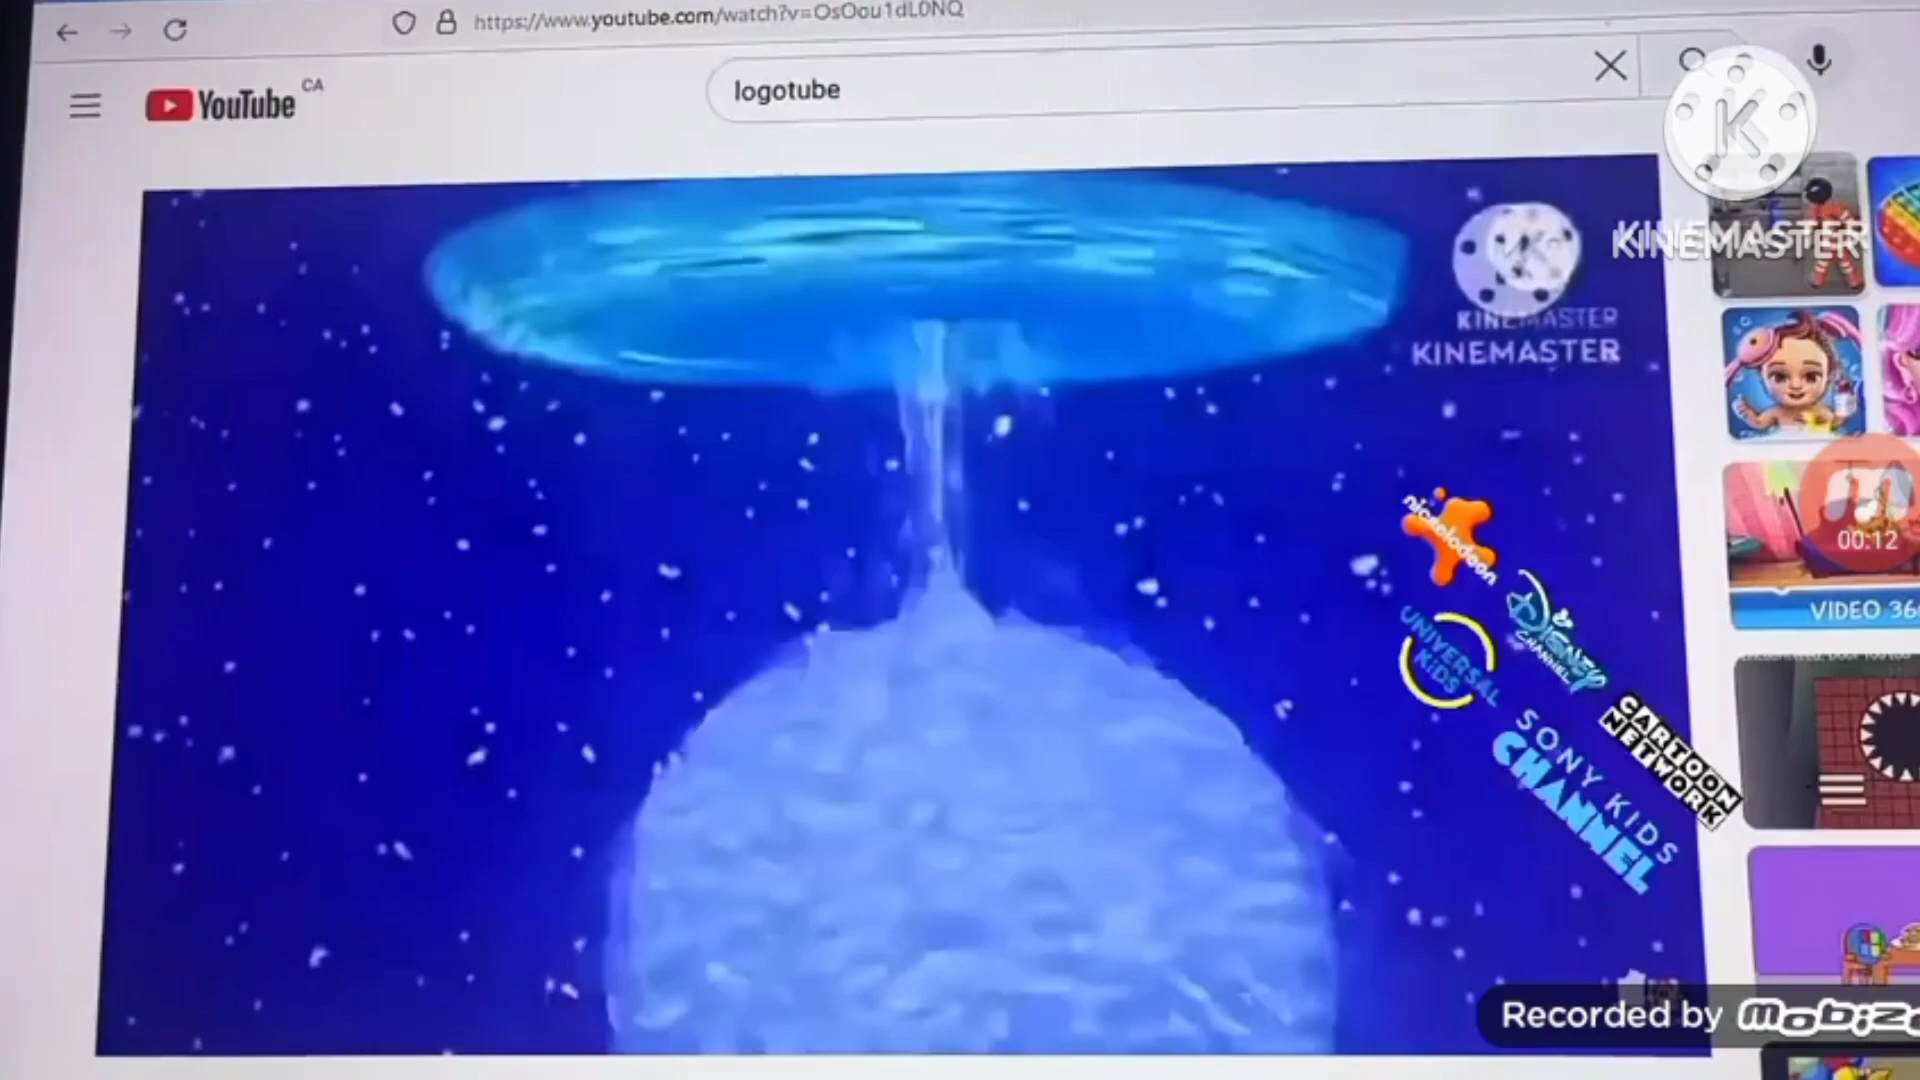 https://www.youtube.com/watch?v=OsOou1dL0NQ
YouTube CA
logotube
K
KINEMASTER
KINEMASTER
KINEMASTER
KINEMASTER
nickelodeon
DISNEY
CHANNEL
UNIVERSAL
KIDS
CARTOON
NETWORK
SONY KIDS
CHANNEL
00:12
VIDEO 36
Recorded by